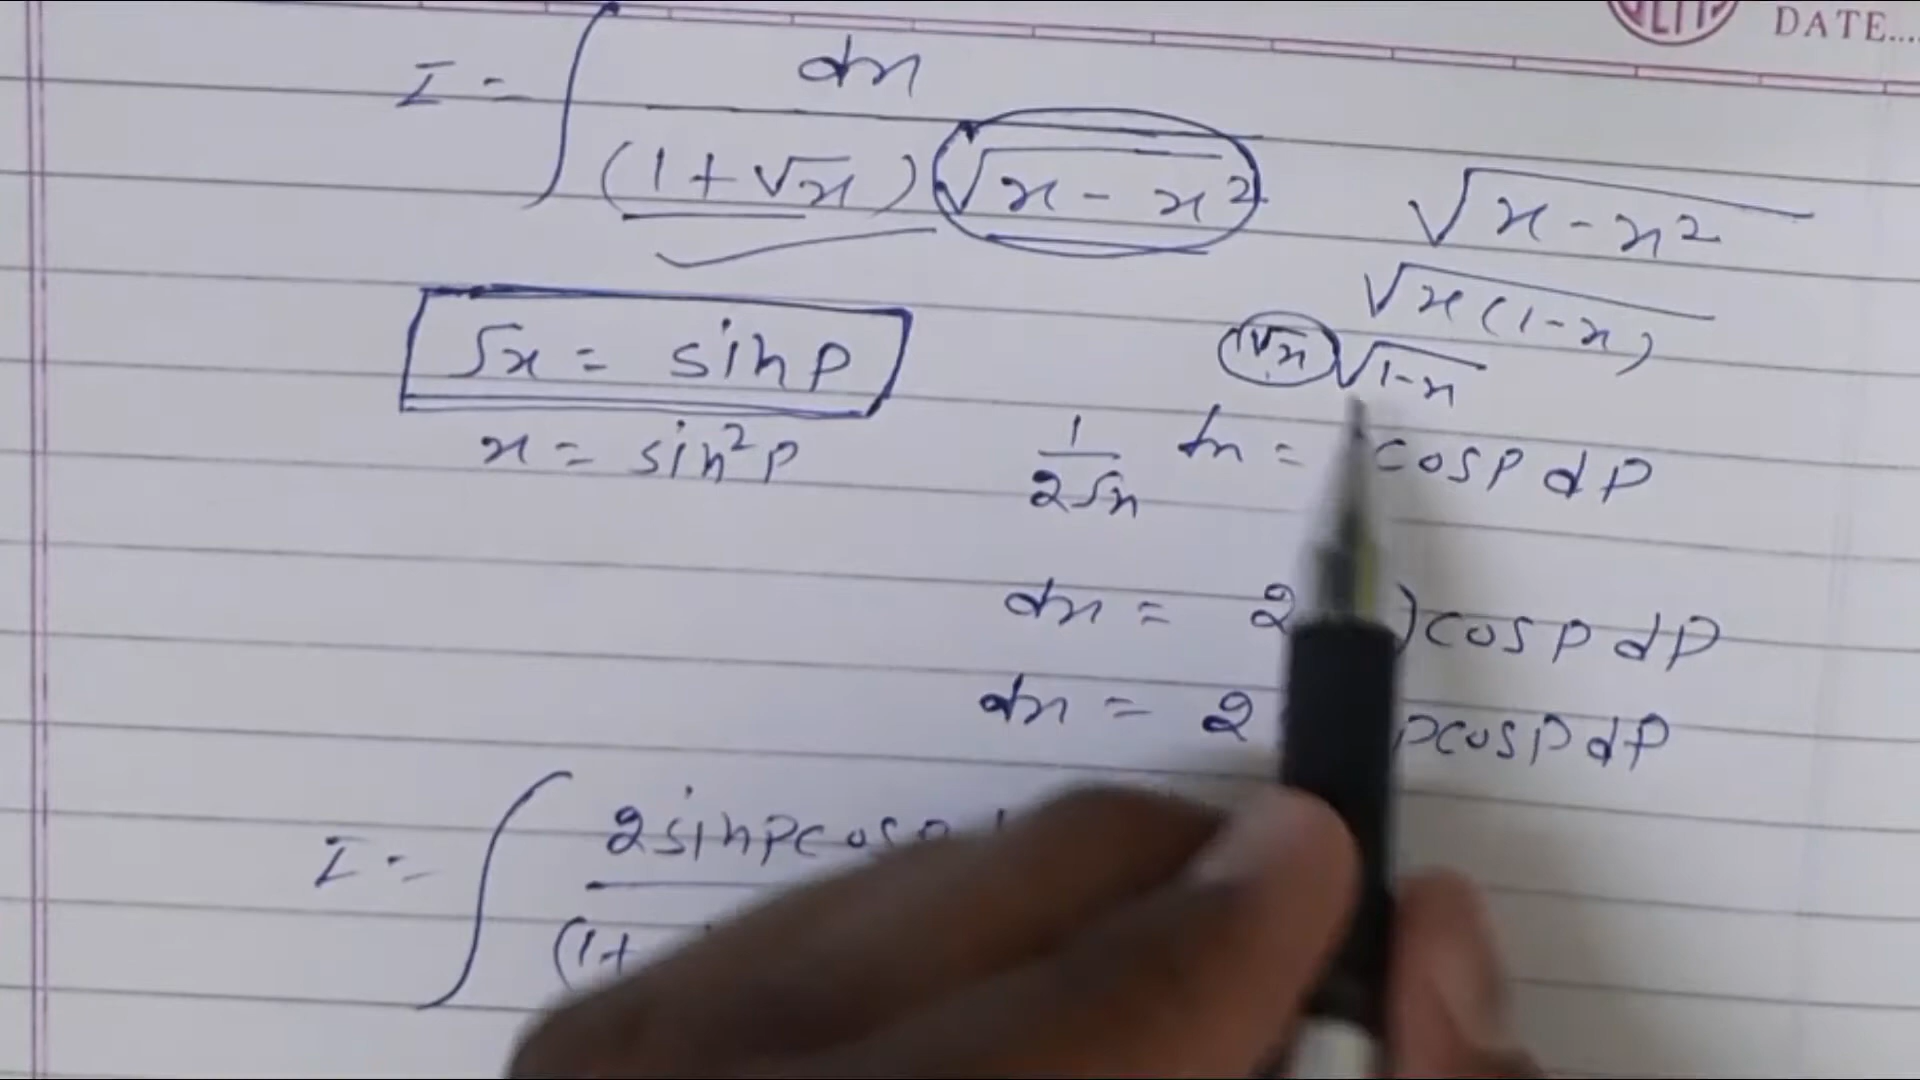 DATE....
I = ∫ dx
(1 + √x) √x - x²
√x - x²
√x (1 - x)
√x √1-x
√x = sin p
x = sin² p
1/2√x dx = cos p dp
dx = 2 ) cos p dp
dx = 2 p cos p dp
I = ∫ 2 sin p cos
(1+